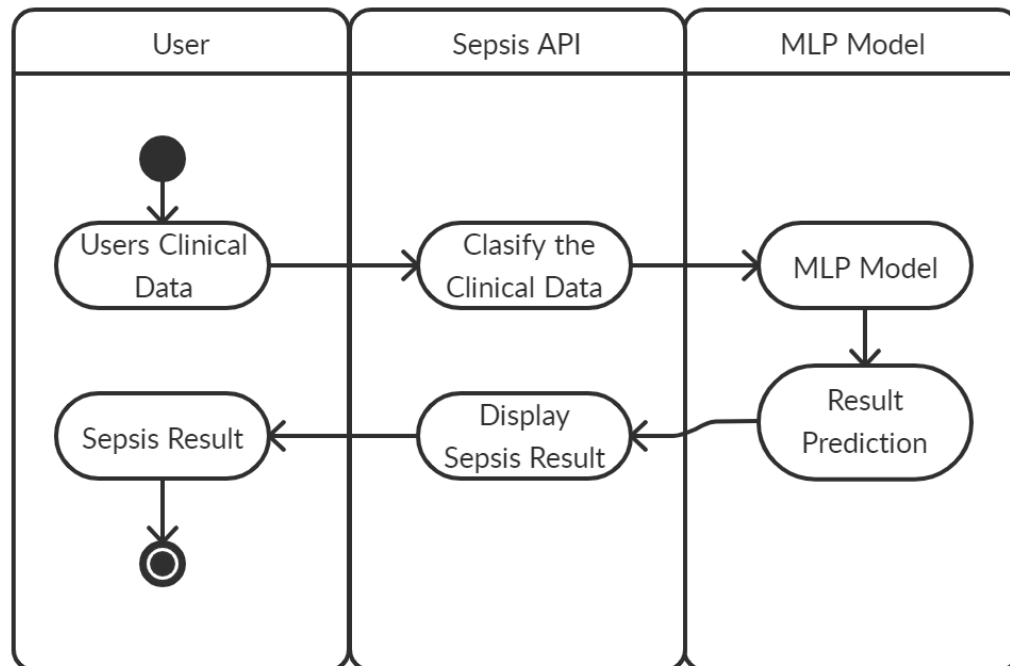 User
Sepsis API
MLP Model
Users Clinical
Data
Clasify the
Clinical Data
MLP Model
Result
Prediction
Display
Sepsis Result
Sepsis Result